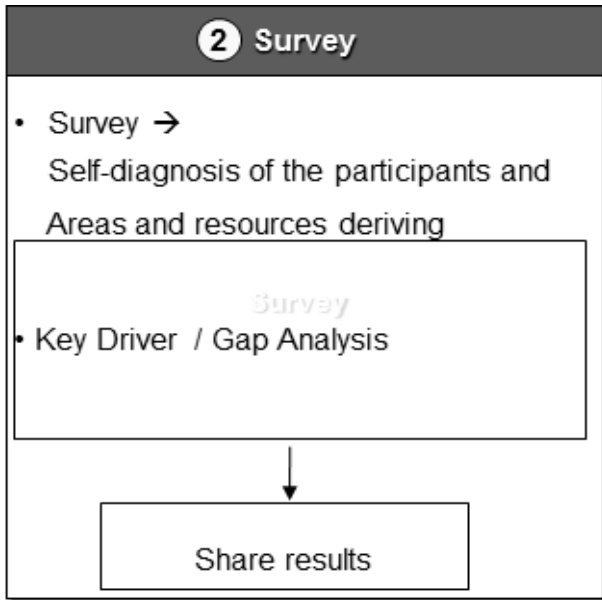 2 Survey
• Survey →
Self-diagnosis of the participants and
Areas and resources deriving
Survey
• Key Driver / Gap Analysis
Share results